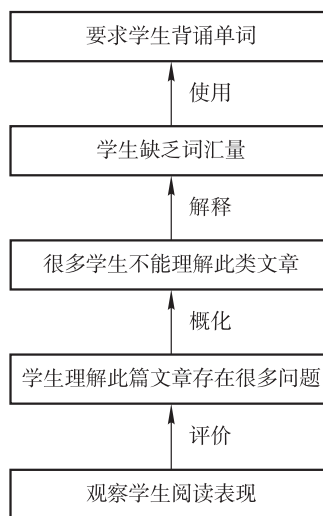 要求学生背诵单词
使用
学生缺乏词汇量
解释
很多学生不能理解此类文章
概化
学生理解此篇文章存在很多问题
评价
观察学生阅读表现